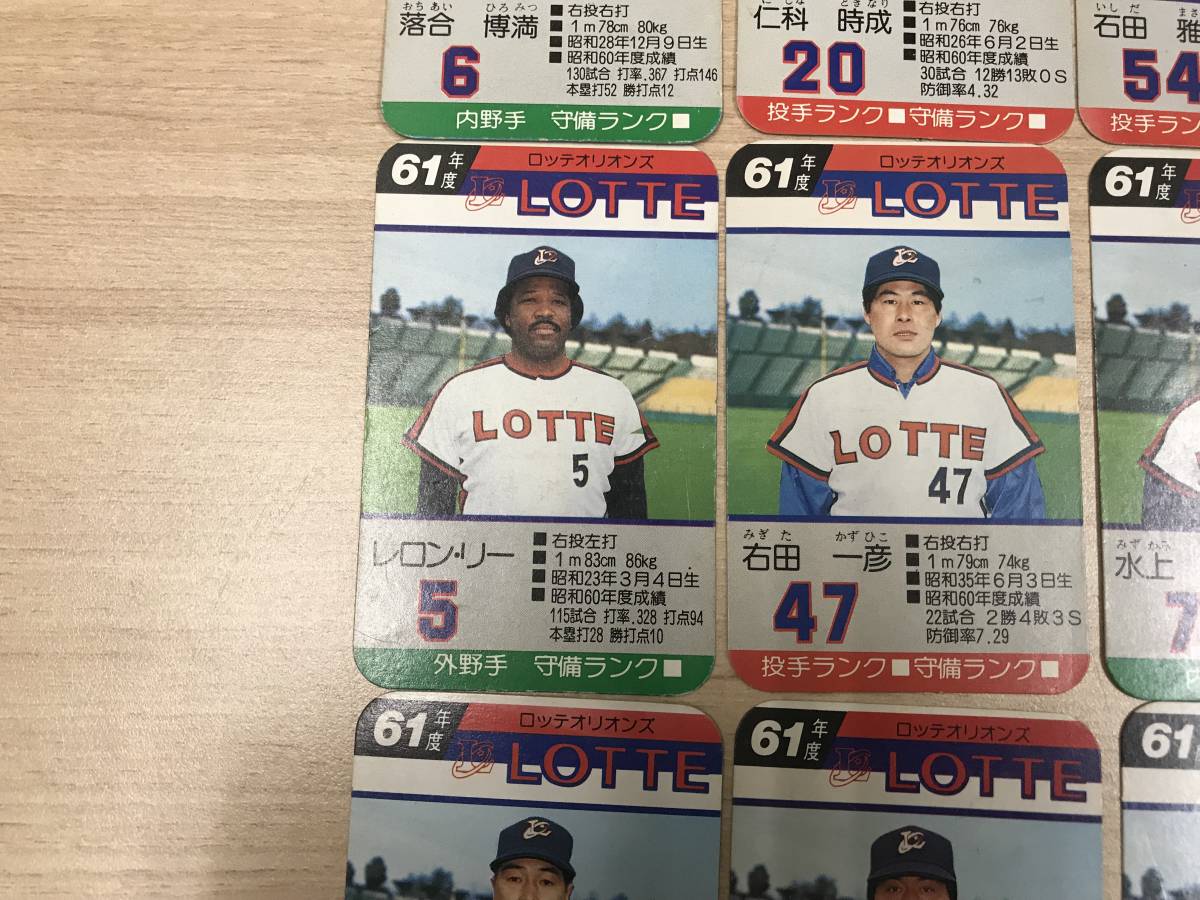 おちあい ひろみつ
落合 博満
6
■ 右投右打
■ 1m78cm 80kg
■ 昭和28年12月9日生
■ 昭和60年度成績
130試合 打率.367 打点146
本塁打52 勝打点12
内野手 守備ランク■
にしな ときなり
仁科 時成
20
■ 右投右打
■ 1m76cm 76kg
■ 昭和26年6月2日生
■ 昭和60年度成績
30試合 12勝13敗0S
防御率4.32
投手ランク■守備ランク■
いしだ まさ
石田 雅
54
投手ラン
61年度
ロッテオリオンズ
LOTTE
LOTTE
5
レロン・リー
5
■ 右投左打
■ 1m83cm 86kg
■ 昭和23年3月4日生
■ 昭和60年度成績
115試合 打率.328 打点94
本塁打28 勝打点10
外野手 守備ランク■
61年度
ロッテオリオンズ
LOTTE
LOTTE
47
みぎた かずひこ
右田 一彦
47
■ 右投右打
■ 1m79cm 74kg
■ 昭和35年6月3日生
■ 昭和60年度成績
22試合 2勝4敗3S
防御率7.29
投手ランク■守備ランク■
61年度
みずかみ
水上
7
61年度
ロッテオリオンズ
LOTTE
61年度
ロッテオリオンズ
LOTTE
61